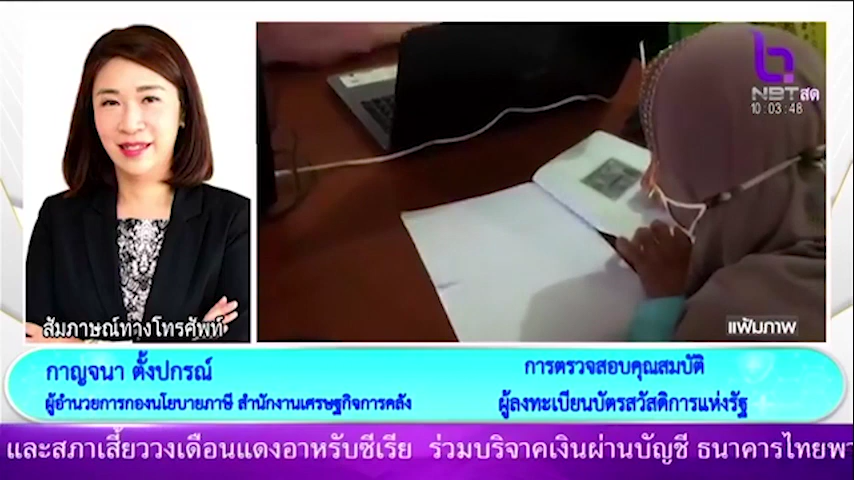 NBTสด
10:03:48
สัมภาษณ์ทางโทรศัพท์
แฟ้มภาพ
กาญจนา ตั้งปกรณ์
ผู้อำนวยการกองนโยบายภาษี สำนักงานเศรษฐกิจการคลัง
การตรวจสอบคุณสมบัติ
ผู้ลงทะเบียนบัตรสวัสดิการแห่งรัฐ
และสภาเสี้ยววงเดือนแดงอาหรับซีเรีย ร่วมบริจาคเงินผ่านบัญชี ธนาคารไทยพา